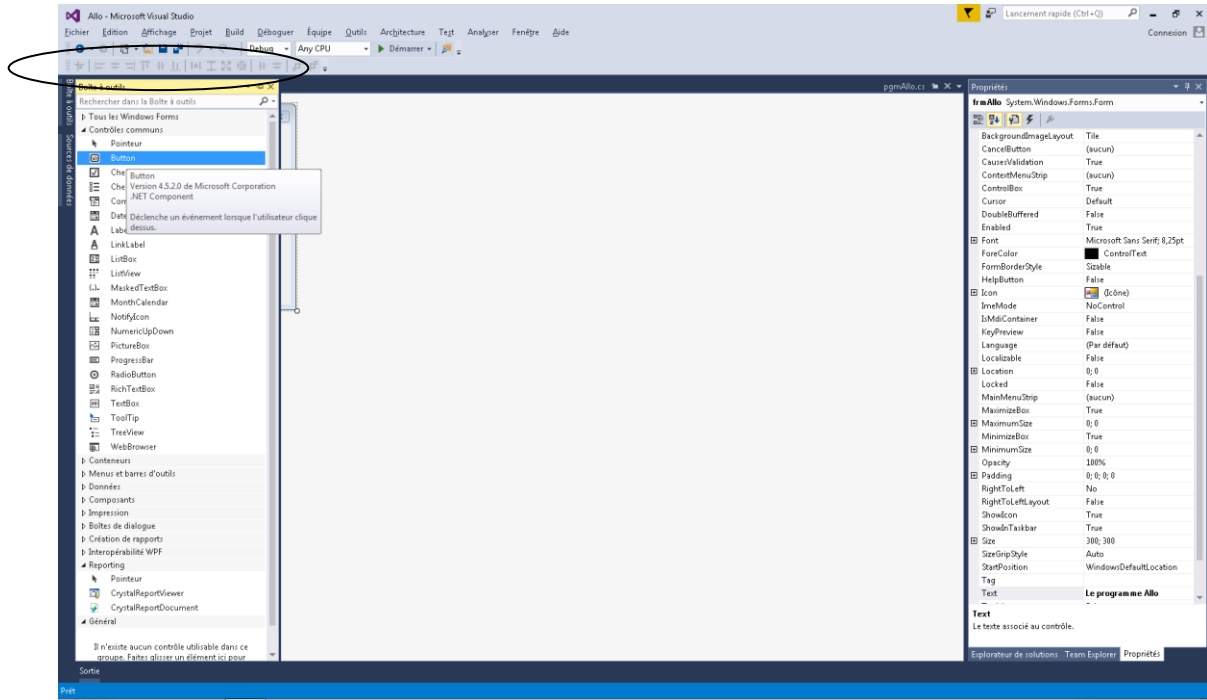 Allo - Microsoft Visual Studio
Lancement rapide (Ctrl+Q)
Fichier Edition Affichage Projet Build Déboguer Équipe Outils Architecture Test Analyser Fenêtre Aide
Connexion
Debug Any CPU Démarrer
Boîte à outils
Sources de données
Boîte à outils
Rechercher dans la Boîte à outils
Tous les Windows Forms
Contrôles communs
Pointeur
Button
Button
Version 4.5.2.0 de Microsoft Corporation
.NET Component
Déclenche un événement lorsque l'utilisateur clique
dessus.
LinkLabel
ListBox
ListView
MaskedTextBox
MonthCalendar
NotifyIcon
NumericUpDown
PictureBox
ProgressBar
RadioButton
RichTextBox
TextBox
ToolTip
TreeView
WebBrowser
Conteneurs
Menus et barres d'outils
Données
Composants
Impression
Boîtes de dialogue
Création de rapports
Interopérabilité WPF
Reporting
Pointeur
CrystalReportViewer
CrystalReportDocument
Général
Il n'existe aucun contrôle utilisable dans ce
groupe. Faites glisser un élément ici pour
pgmAllo.cs
Propriétés
frmAllo System.Windows.Forms.Form
BackgroundImageLayout Tile
CancelButton (aucun)
CausesValidation True
ContextMenuStrip (aucun)
ControlBox True
Cursor Default
DoubleBuffered False
Enabled True
Font Microsoft Sans Serif; 8,25pt
ForeColor ControlText
FormBorderStyle Sizable
HelpButton False
Icon (Icône)
ImeMode NoControl
IsMdiContainer False
KeyPreview False
Language (Par défaut)
Localizable False
Location 0; 0
Locked False
MainMenuStrip (aucun)
MaximizeBox True
MaximumSize 0; 0
MinimizeBox True
MinimumSize 0; 0
Opacity 100%
Padding 0; 0; 0; 0
RightToLeft No
RightToLeftLayout False
ShowIcon True
ShowInTaskbar True
Size 300; 300
SizeGripStyle Auto
StartPosition WindowsDefaultLocation
Tag
Text Le programme Allo
Text
Le texte associé au contrôle.
Explorateur de solutions Team Explorer Propriétés
Sortie
Prêt